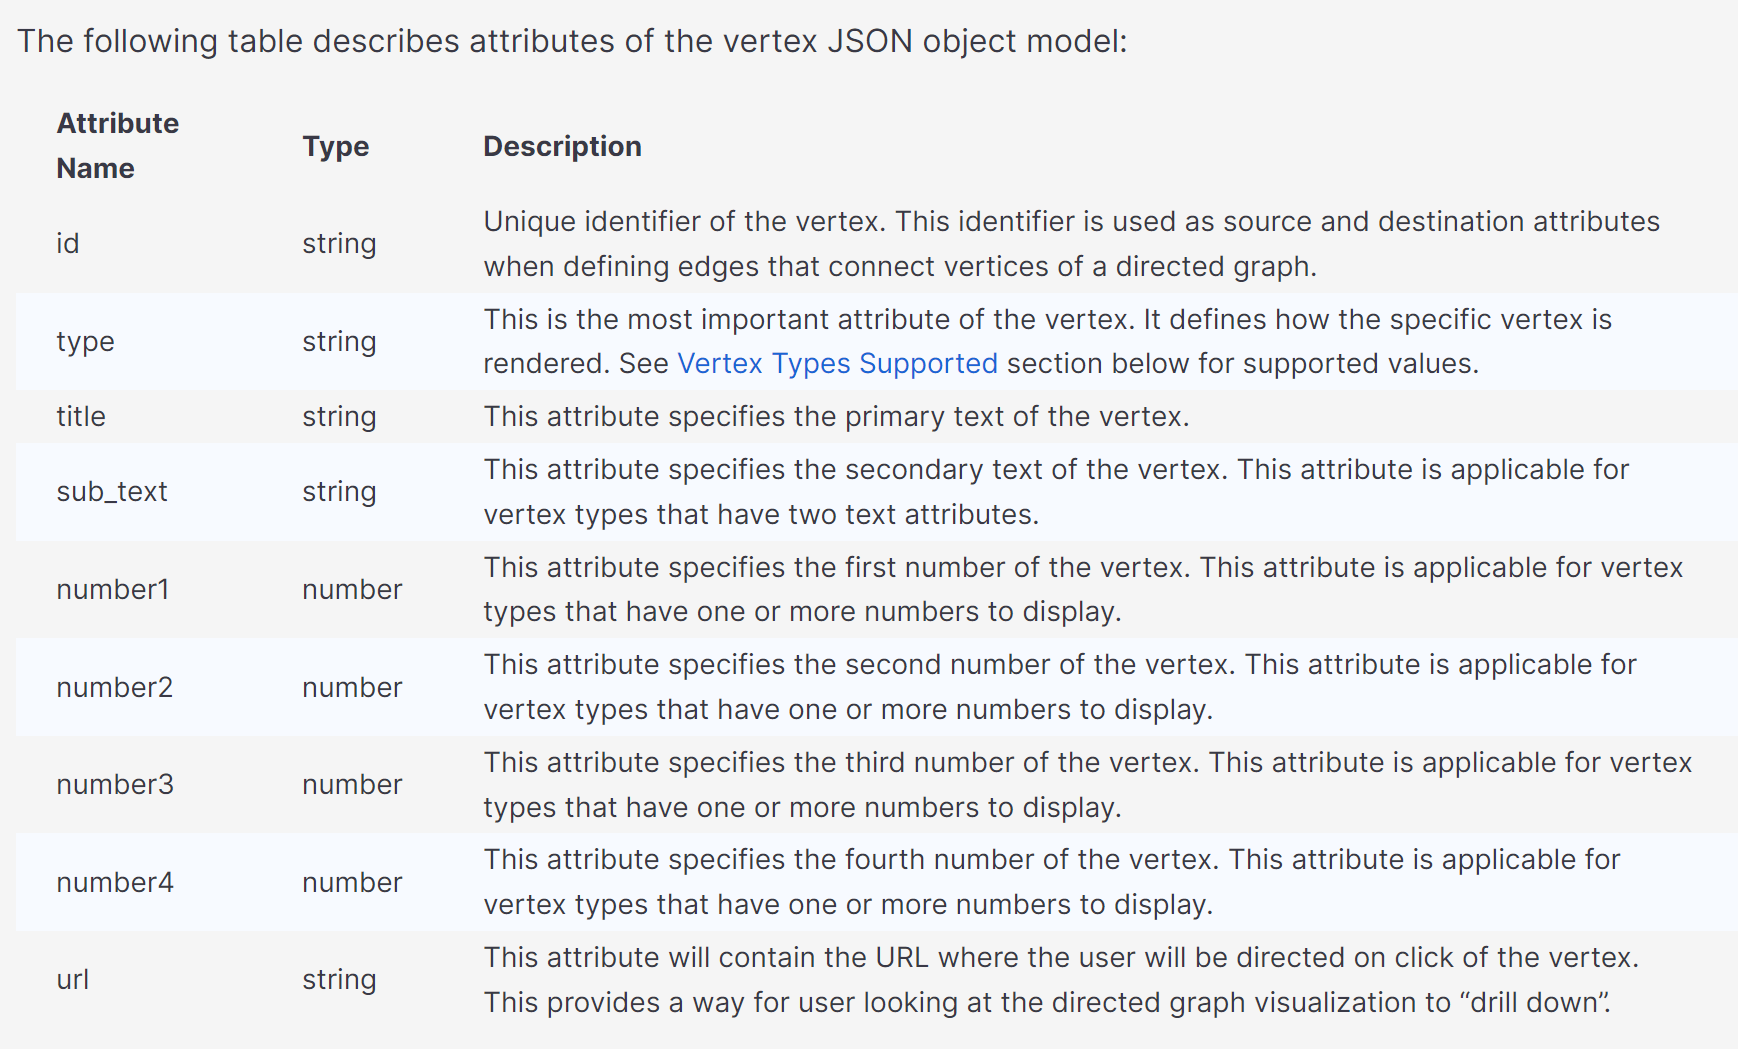 The following table describes attributes of the vertex JSON object model:
Attribute
Name
Type
Description
id
string
Unique identifier of the vertex. This identifier is used as source and destination attributes
when defining edges that connect vertices of a directed graph.
type
string
This is the most important attribute of the vertex. It defines how the specific vertex is
rendered. See Vertex Types Supported section below for supported values.
title
string
This attribute specifies the primary text of the vertex.
sub_text
string
This attribute specifies the secondary text of the vertex. This attribute is applicable for
vertex types that have two text attributes.
number1
number
This attribute specifies the first number of the vertex. This attribute is applicable for vertex
types that have one or more numbers to display.
number2
number
This attribute specifies the second number of the vertex. This attribute is applicable for
vertex types that have one or more numbers to display.
number3
number
This attribute specifies the third number of the vertex. This attribute is applicable for vertex
types that have one or more numbers to display.
number4
number
This attribute specifies the fourth number of the vertex. This attribute is applicable for
vertex types that have one or more numbers to display.
url
string
This attribute will contain the URL where the user will be directed on click of the vertex.
This provides a way for user looking at the directed graph visualization to “drill down”.